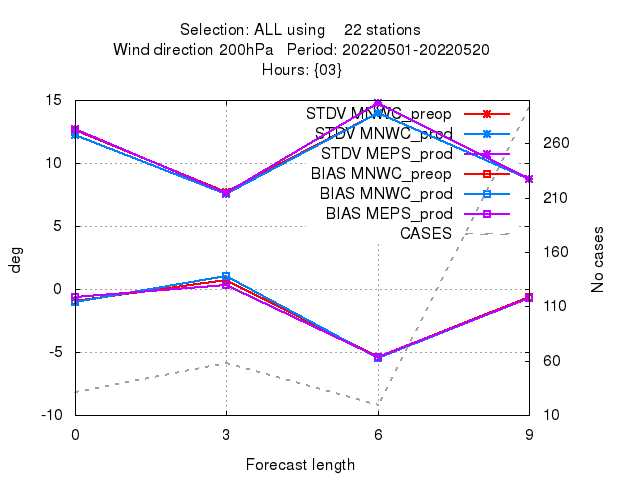 Selection: ALL using    22 stations
Wind direction 200hPa   Period: 20220501-20220520
Hours: {03}
STDV MNWC_preop
STDV MNWC_prod
STDV MEPS_prod
BIAS MNWC_preop
BIAS MNWC_prod
BIAS MEPS_prod
CASES
deg
15
10
5
0
-5
-10
No cases
260
210
160
110
60
10
0 3 6 9
Forecast length